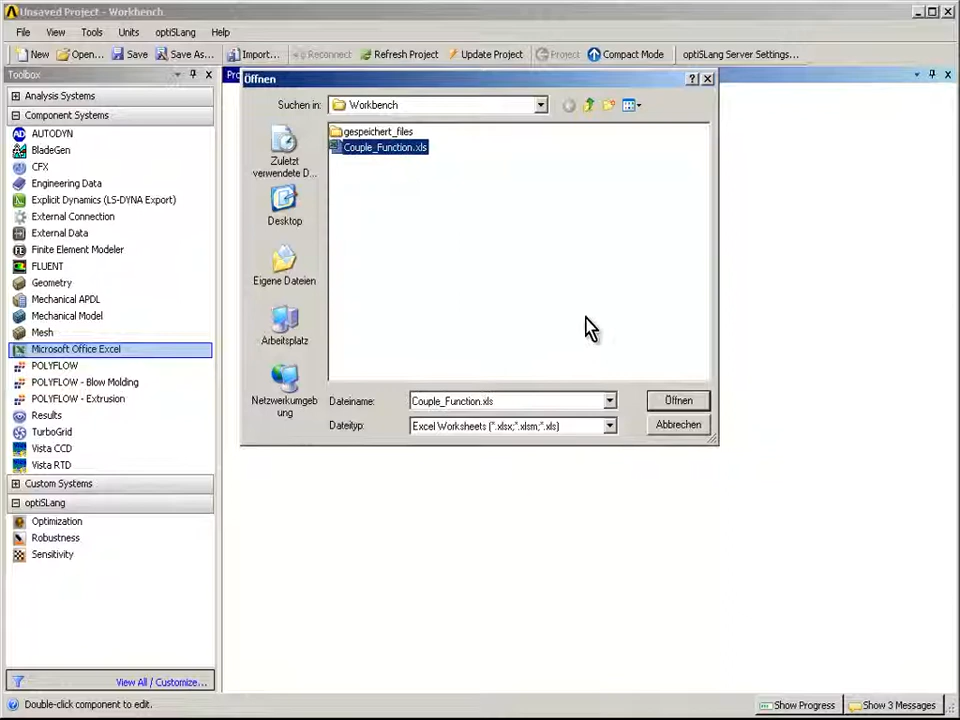 Unsaved Project - Workbench
File View Tools Units optiSLang Help
New Open... Save Save As... Import... Reconnect Refresh Project Update Project Project Compact Mode optiSLang Server Settings...
Toolbox
Analysis Systems
Component Systems
AUTODYN
BladeGen
CFX
Engineering Data
Explicit Dynamics (LS-DYNA Export)
External Connection
External Data
Finite Element Modeler
FLUENT
Geometry
Mechanical APDL
Mechanical Model
Mesh
Microsoft Office Excel
POLYFLOW
POLYFLOW - Blow Molding
POLYFLOW - Extrusion
Results
TurboGrid
Vista CCD
Vista RTD
Custom Systems
optiSLang
Optimization
Robustness
Sensitivity
View All / Customize...
Öffnen
Suchen in: Workbench
gespeichert_files
Couple_Function.xls
Zuletzt
verwendete D...
Desktop
Eigene Dateien
Arbeitsplatz
Netzwerkumgeb
ung
Dateiname: Couple_Function.xls Öffnen
Dateityp: Excel Worksheets (*.xlsx;*.xlsm;*.xls) Abbrechen
Double-click component to edit. Show Progress Show 3 Messages